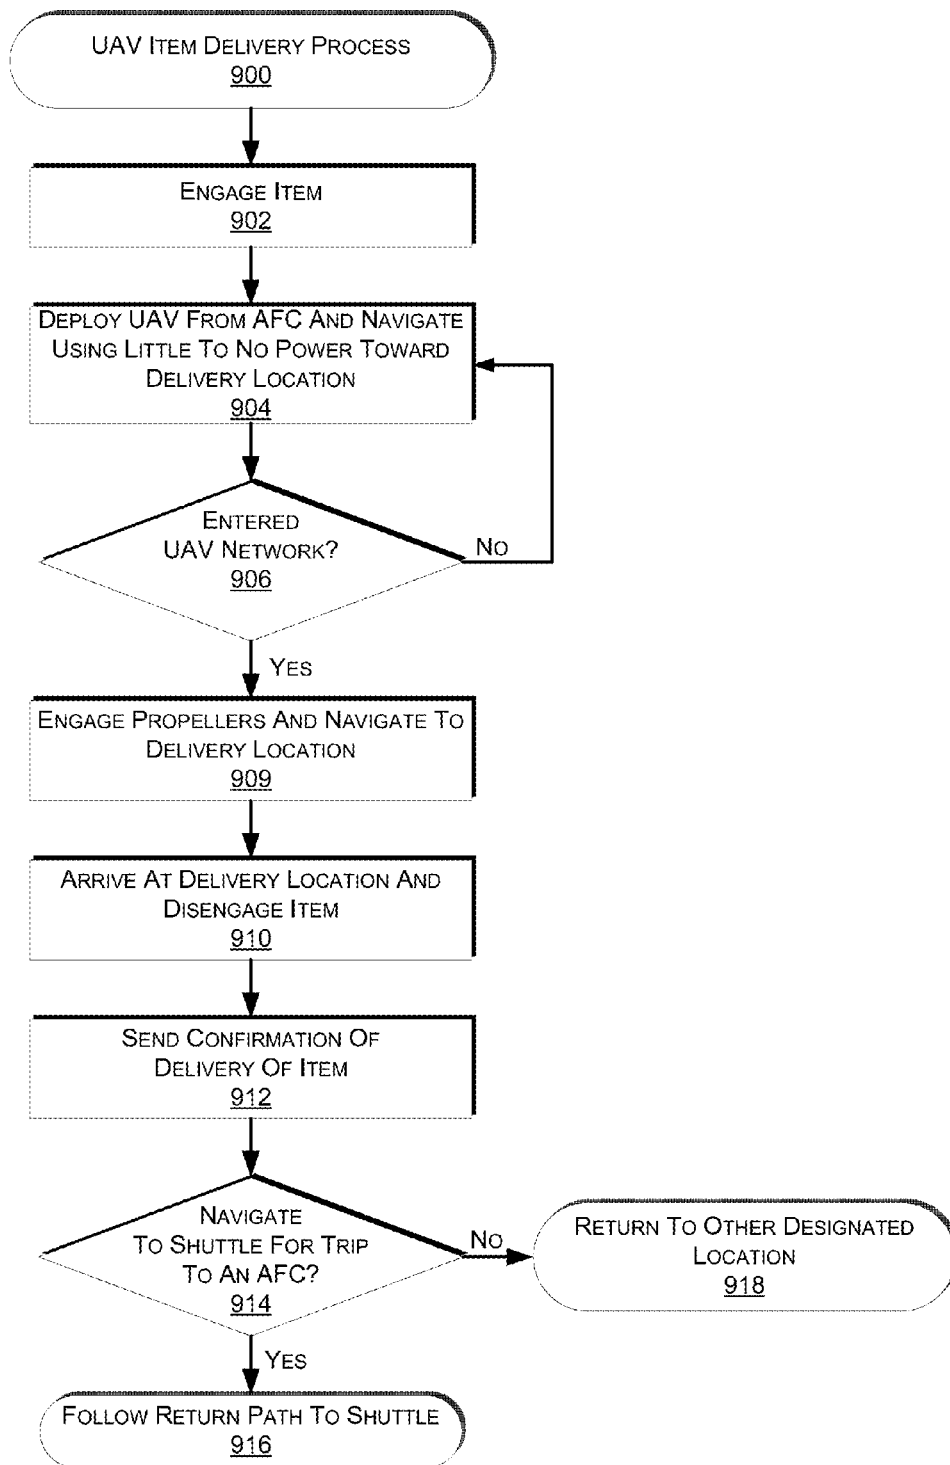 UAV ITEM DELIVERY PROCESS
900
ENGAGE ITEM
902
DEPLOY UAV FROM AFC AND NAVIGATE
USING LITTLE TO NO POWER TOWARD
DELIVERY LOCATION
904
ENTERED
UAV NETWORK?
906
NO
YES
ENGAGE PROPELLERS AND NAVIGATE TO
DELIVERY LOCATION
909
ARRIVE AT DELIVERY LOCATION AND
DISENGAGE ITEM
910
SEND CONFIRMATION OF
DELIVERY OF ITEM
912
NAVIGATE
TO SHUTTLE FOR TRIP
TO AN AFC?
914
NO
RETURN TO OTHER DESIGNATED
LOCATION
918
YES
FOLLOW RETURN PATH TO SHUTTLE
916